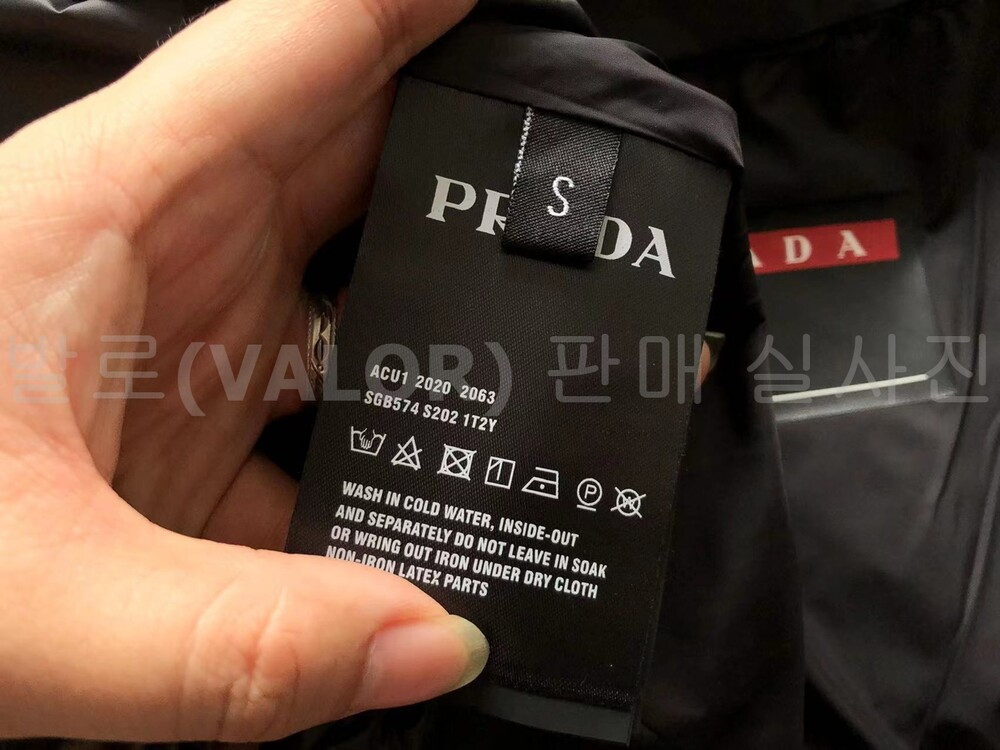 S
PRADA
ADA
발로(VALOR) 판매 실사진
ACU1 2020 2063
SGB574 S202 1T2Y
WASH IN COLD WATER, INSIDE-OUT
AND SEPARATELY DO NOT LEAVE IN SOAK
OR WRING OUT IRON UNDER DRY CLOTH
NON-IRON LATEX PARTS